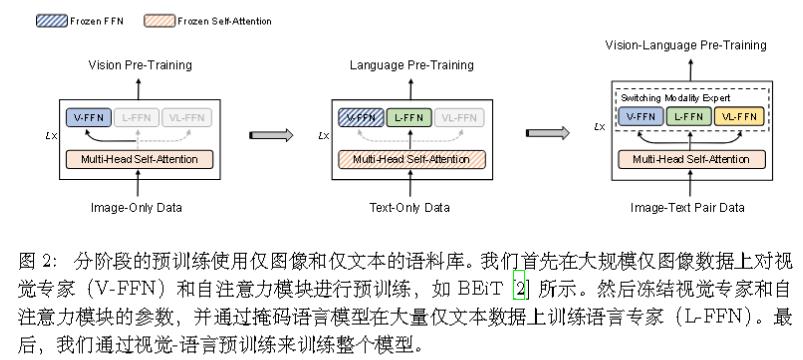 Frozen FFN Frozen Self-Attention
Vision Pre-Training
V-FFN L-FFN VL-FFN
L×
Multi-Head Self-Attention
Image-Only Data
Language Pre-Training
V-FFN L-FFN VL-FFN
L×
Multi-Head Self-Attention
Text-Only Data
Vision-Language Pre-Training
Switching Modality Expert
V-FFN L-FFN VL-FFN
L×
Multi-Head Self-Attention
Image-Text Pair Data
图 2: 分阶段的预训练使用仅图像和仅文本的语料库。我们首先在大规模仅图像数据上对视
觉专家（V-FFN）和自注意力模块进行预训练，如 BEiT [2] 所示。然后冻结视觉专家和自
注意力模块的参数，并通过掩码语言模型在大量仅文本数据上训练语言专家（L-FFN）。最
后，我们通过视觉-语言预训练来训练整个模型。